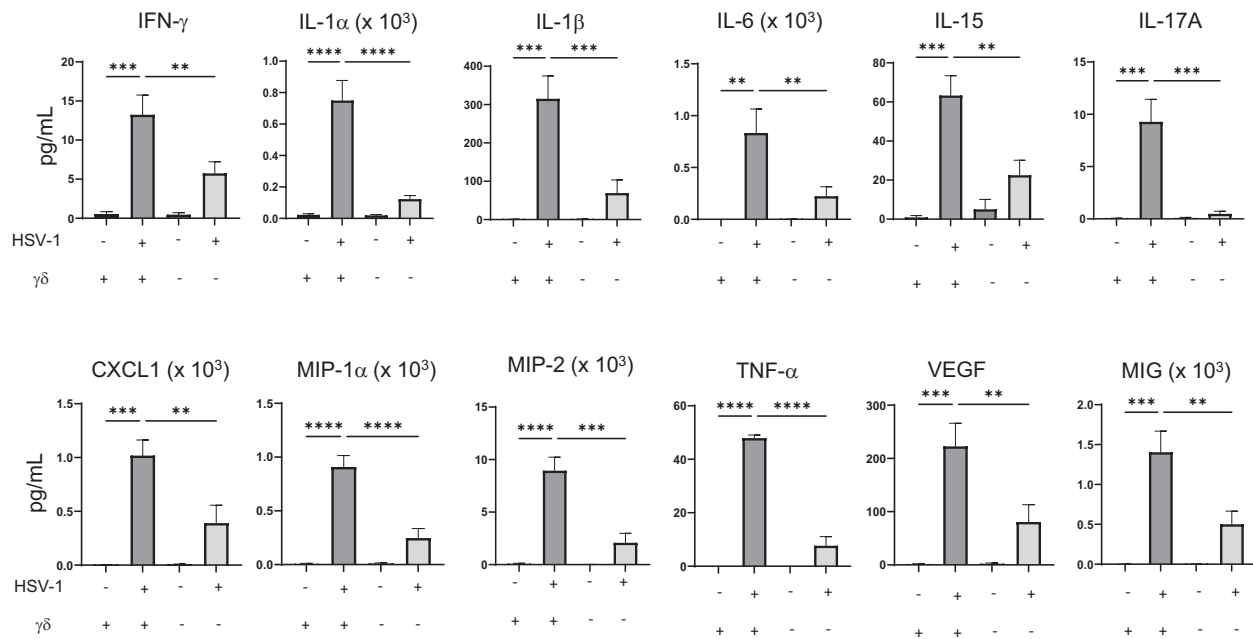 IFN-γ IL-1α (x 10³) IL-1β IL-6 (x 10³) IL-15 IL-17A
*** ** **** **** *** *** ** ** *** ** *** ***
pg/mL
20 15 10 5 0
1.0 0.8 0.6 0.4 0.2 0.0
400 300 200 100 0
1.5 1.0 0.5 0.0
80 60 40 20 0
15 10 5 0
HSV-1 - + - + - + - + - + - + - + - + - + - + - + - +
γδ + + - - + + - - + + - - + + - - + + - - + + - -
CXCL1 (x 10³) MIP-1α (x 10³) MIP-2 (x 10³) TNF-α VEGF MIG (x 10³)
*** ** **** **** **** *** **** **** *** ** *** **
pg/mL
1.5 1.0 0.5 0.0
1.5 1.0 0.5 0.0
15 10 5 0
60 40 20 0
300 200 100 0
2.0 1.5 1.0 0.5 0.0
HSV-1 - + - + - + - + - + - + - + - + - + - + - + - +
γδ + + - - + + - - + + - - + + - - + + - - + + - -